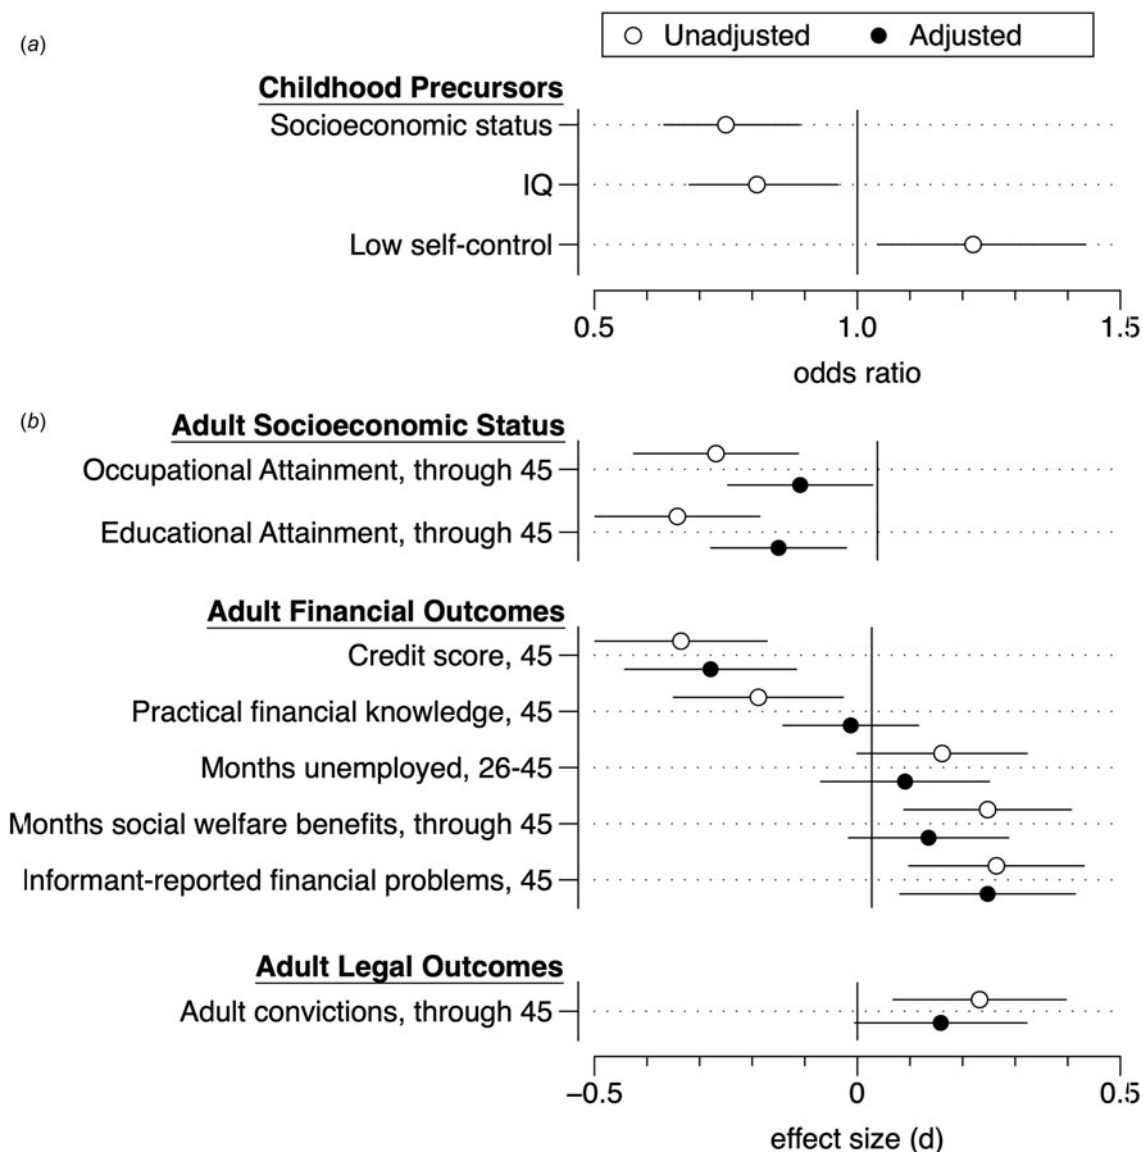 (a)
Unadjusted Adjusted
Childhood Precursors
Socioeconomic status
IQ
Low self-control
0.5 1.0 1.5
odds ratio
(b)
Adult Socioeconomic Status
Occupational Attainment, through 45
Educational Attainment, through 45
Adult Financial Outcomes
Credit score, 45
Practical financial knowledge, 45
Months unemployed, 26-45
Months social welfare benefits, through 45
Informant-reported financial problems, 45
Adult Legal Outcomes
Adult convictions, through 45
−0.5 0 0.5
effect size (d)